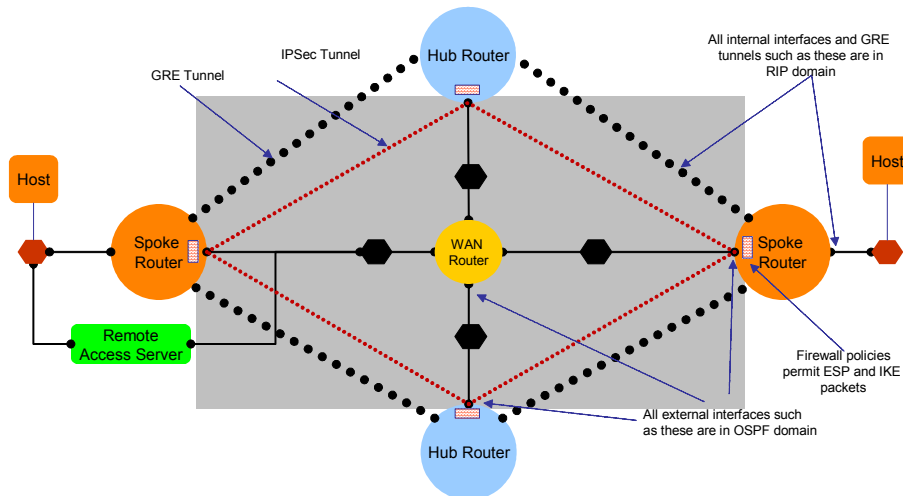 Hub Router
All internal interfaces and GRE
tunnels such as these are in
RIP domain
IPSec Tunnel
GRE Tunnel
Host
Host
Spoke
Router
WAN
Router
Spoke
Router
Remote
Access Server
Firewall policies
permit ESP and IKE
packets
All external interfaces such
as these are in OSPF domain
Hub Router